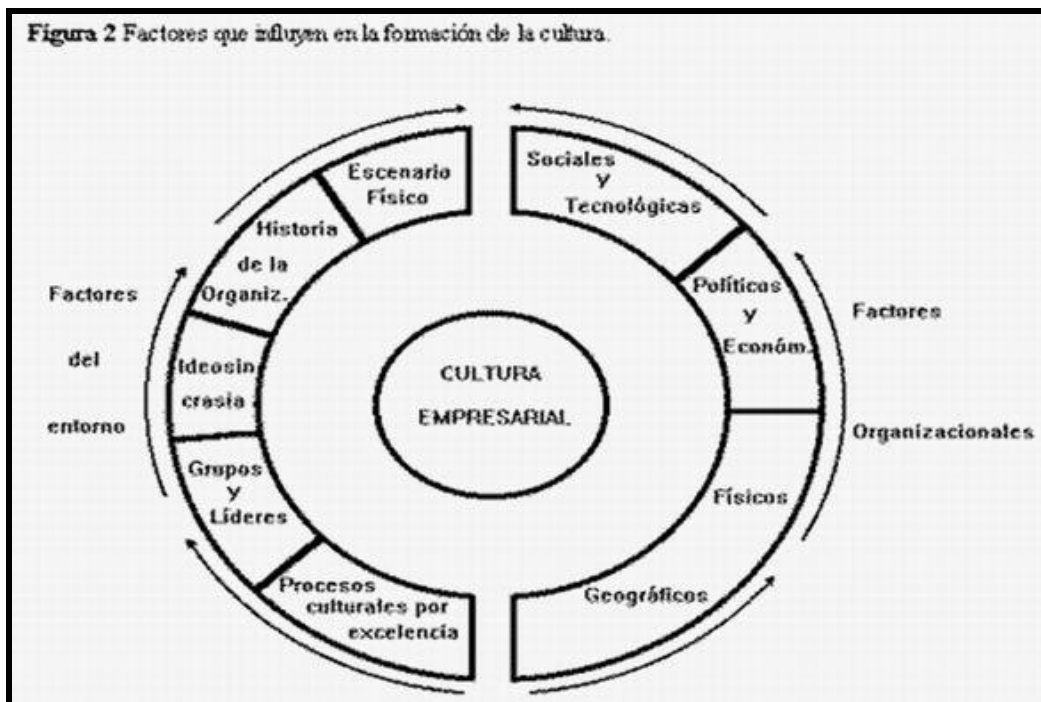 Figura 2 Factores que influyen en la formación de la cultura.
Escenario
Físico
Historia
de la
Organiz.
Ideosin
crasia
Grupos
y
Líderes
Procesos
culturales por
excelencia
Factores
del
entorno
CULTURA
EMPRESARIAL
Sociales
y
Tecnológicas
Políticos
y
Económ.
Físicos
Geográficos
Factores
Organizacionales